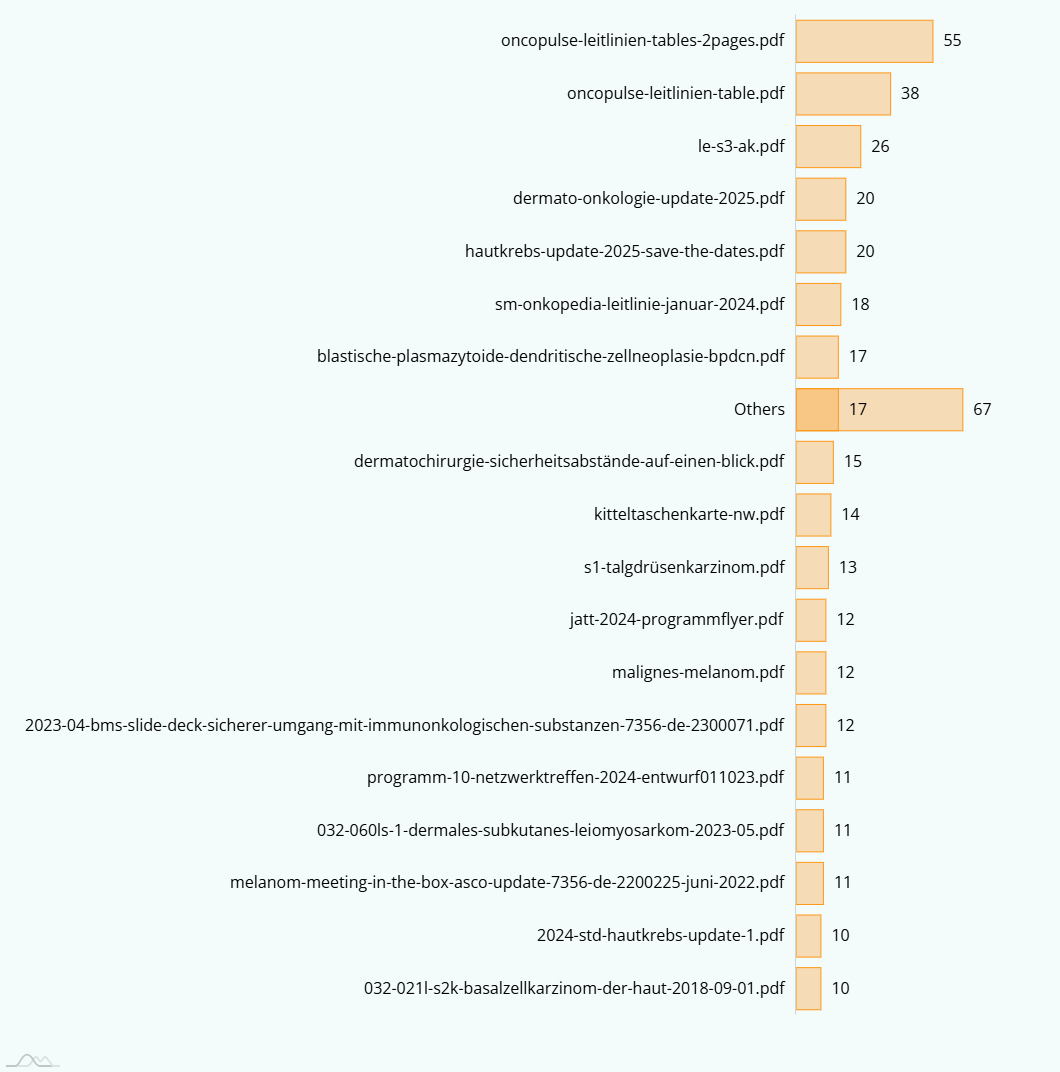 oncopulse-leitlinien-tables-2pages.pdf 55
oncopulse-leitlinien-table.pdf 38
le-s3-ak.pdf 26
dermato-onkologie-update-2025.pdf 20
hautkrebs-update-2025-save-the-dates.pdf 20
sm-onkopedia-leitlinie-januar-2024.pdf 18
blastische-plasmazytoide-dendritische-zellneoplasie-bpdcn.pdf 17
Others 17 67
dermatochirurgie-sicherheitsabstände-auf-einen-blick.pdf 15
kitteltaschenkarte-nw.pdf 14
s1-talgdrüsenkarzinom.pdf 13
jatt-2024-programmflyer.pdf 12
malignes-melanom.pdf 12
2023-04-bms-slide-deck-sicherer-umgang-mit-immunonkologischen-substanzen-7356-de-2300071.pdf 12
programm-10-netzwerktreffen-2024-entwurf011023.pdf 11
032-060ls-1-dermales-subkutanes-leiomyosarkom-2023-05.pdf 11
melanom-meeting-in-the-box-asco-update-7356-de-2200225-juni-2022.pdf 11
2024-std-hautkrebs-update-1.pdf 10
032-021l-s2k-basalzellkarzinom-der-haut-2018-09-01.pdf 10